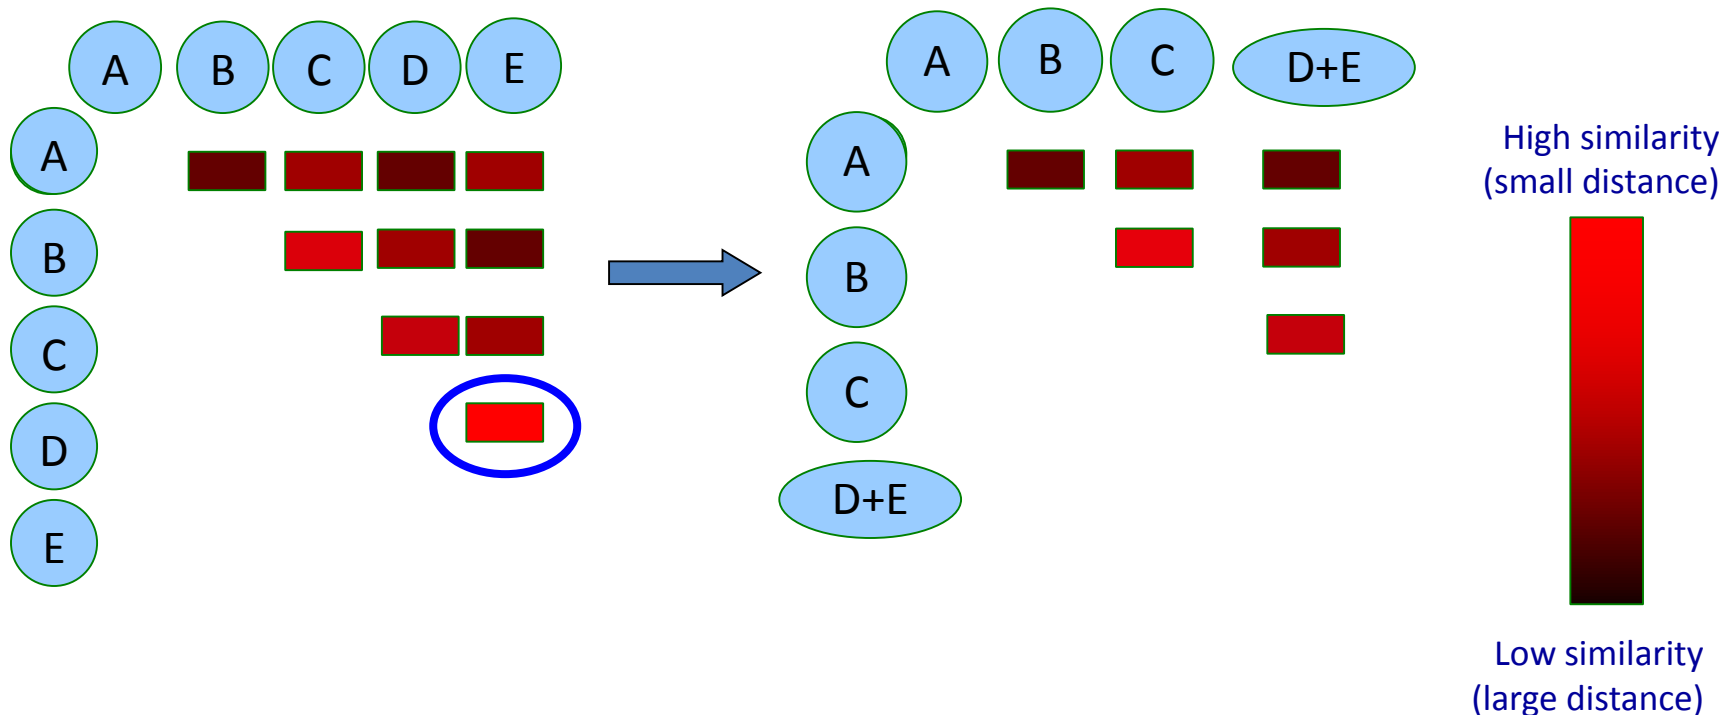 A B C D E
A
B
C
D
E
A B C D+E
A
B
C
D+E
High similarity
(small distance)
Low similarity
(large distance)